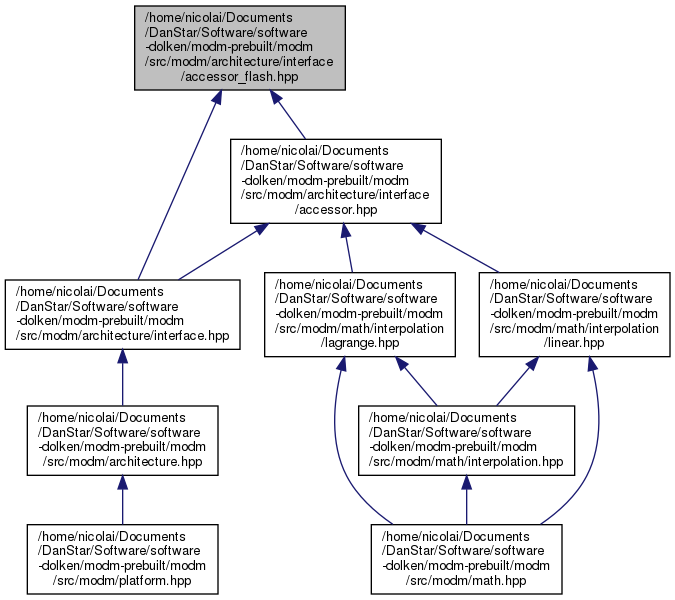 /home/nicolai/Documents
/DanStar/Software/software
-dolken/modm-prebuilt/modm
/src/modm/architecture/interface
/accessor_flash.hpp
/home/nicolai/Documents
/DanStar/Software/software
-dolken/modm-prebuilt/modm
/src/modm/architecture/interface
/accessor.hpp
/home/nicolai/Documents
/DanStar/Software/software
-dolken/modm-prebuilt/modm
/src/modm/architecture/interface.hpp
/home/nicolai/Documents
/DanStar/Software/software
-dolken/modm-prebuilt/modm
/src/modm/math/interpolation
/lagrange.hpp
/home/nicolai/Documents
/DanStar/Software/software
-dolken/modm-prebuilt/modm
/src/modm/math/interpolation
/linear.hpp
/home/nicolai/Documents
/DanStar/Software/software
-dolken/modm-prebuilt/modm
/src/modm/architecture.hpp
/home/nicolai/Documents
/DanStar/Software/software
-dolken/modm-prebuilt/modm
/src/modm/math/interpolation.hpp
/home/nicolai/Documents
/DanStar/Software/software
-dolken/modm-prebuilt/modm
/src/modm/platform.hpp
/home/nicolai/Documents
/DanStar/Software/software
-dolken/modm-prebuilt/modm
/src/modm/math.hpp